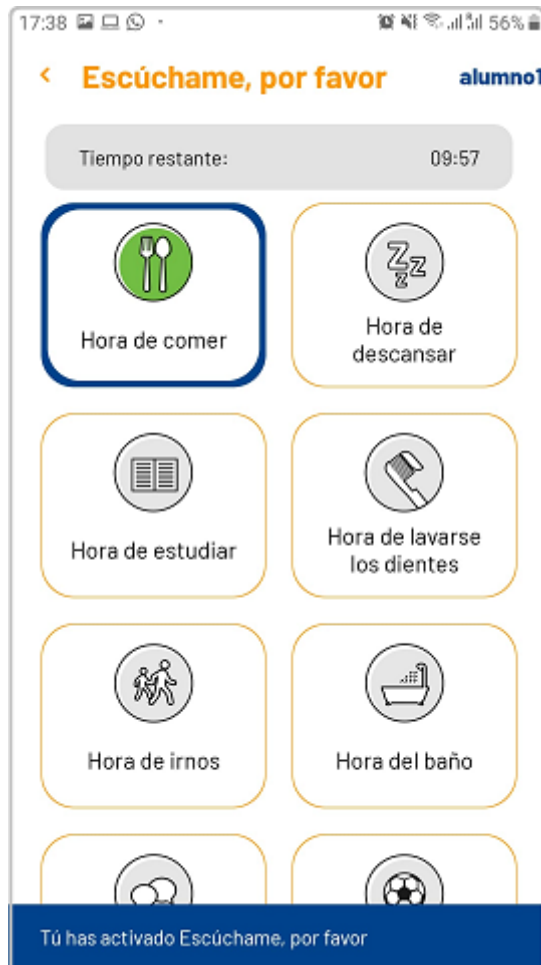 17:38 56%
Escúchame, por favor alumno1
Tiempo restante: 09:57
Hora de comer
Hora de
descansar
Hora de estudiar
Hora de lavarse
los dientes
Hora de irnos
Hora del baño
Tú has activado Escúchame, por favor